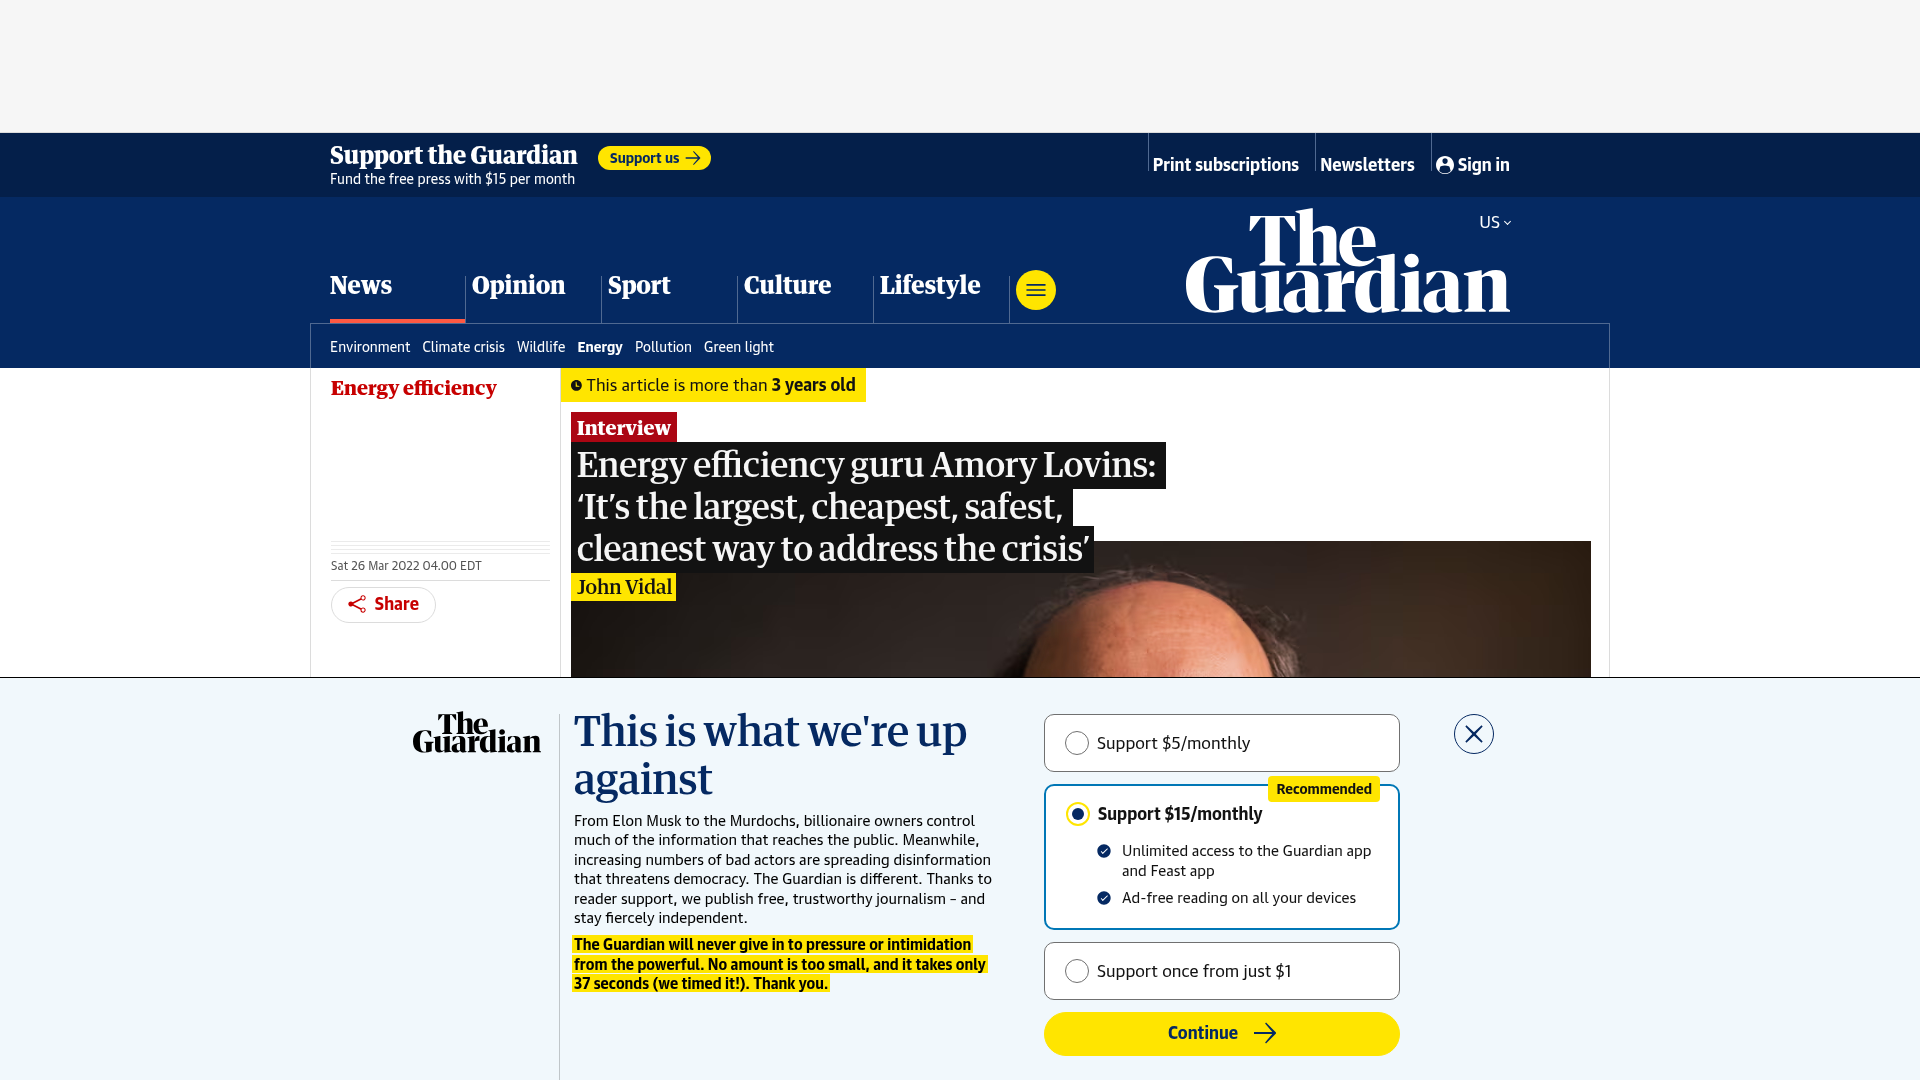 Support the Guardian
Fund the free press with $15 per month
Support us
Print subscriptions
Newsletters
Sign in
US
The Guardian
News
Opinion
Sport
Culture
Lifestyle
Environment
Climate crisis
Wildlife
Energy
Pollution
Green light
Energy efficiency
This article is more than 3 years old
Interview
Energy efficiency guru Amory Lovins:
‘It’s the largest, cheapest, safest,
cleanest way to address the crisis’
John Vidal
Sat 26 Mar 2022 04.00 EDT
Share
The Guardian
This is what we're up
against
From Elon Musk to the Murdochs, billionaire owners control
much of the information that reaches the public. Meanwhile,
increasing numbers of bad actors are spreading disinformation
that threatens democracy. The Guardian is different. Thanks to
reader support, we publish free, trustworthy journalism – and
stay fiercely independent.
The Guardian will never give in to pressure or intimidation
from the powerful. No amount is too small, and it takes only
37 seconds (we timed it!). Thank you.
Support $5/monthly
Recommended
Support $15/monthly
Unlimited access to the Guardian app
and Feast app
Ad-free reading on all your devices
Support once from just $1
Continue